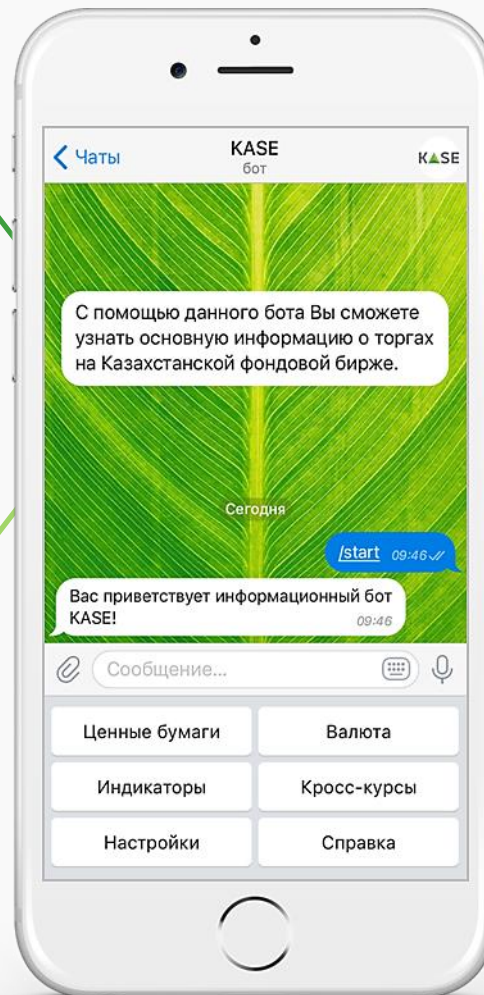 Чаты
KASE
бот
KASE
С помощью данного бота Вы сможете
узнать основную информацию о торгах
на Казахстанской фондовой бирже.
Сегодня
/start 09:46
Вас приветствует информационный бот
KASE!
09:46
Сообщение...
Ценные бумаги
Валюта
Индикаторы
Кросс-курсы
Настройки
Справка